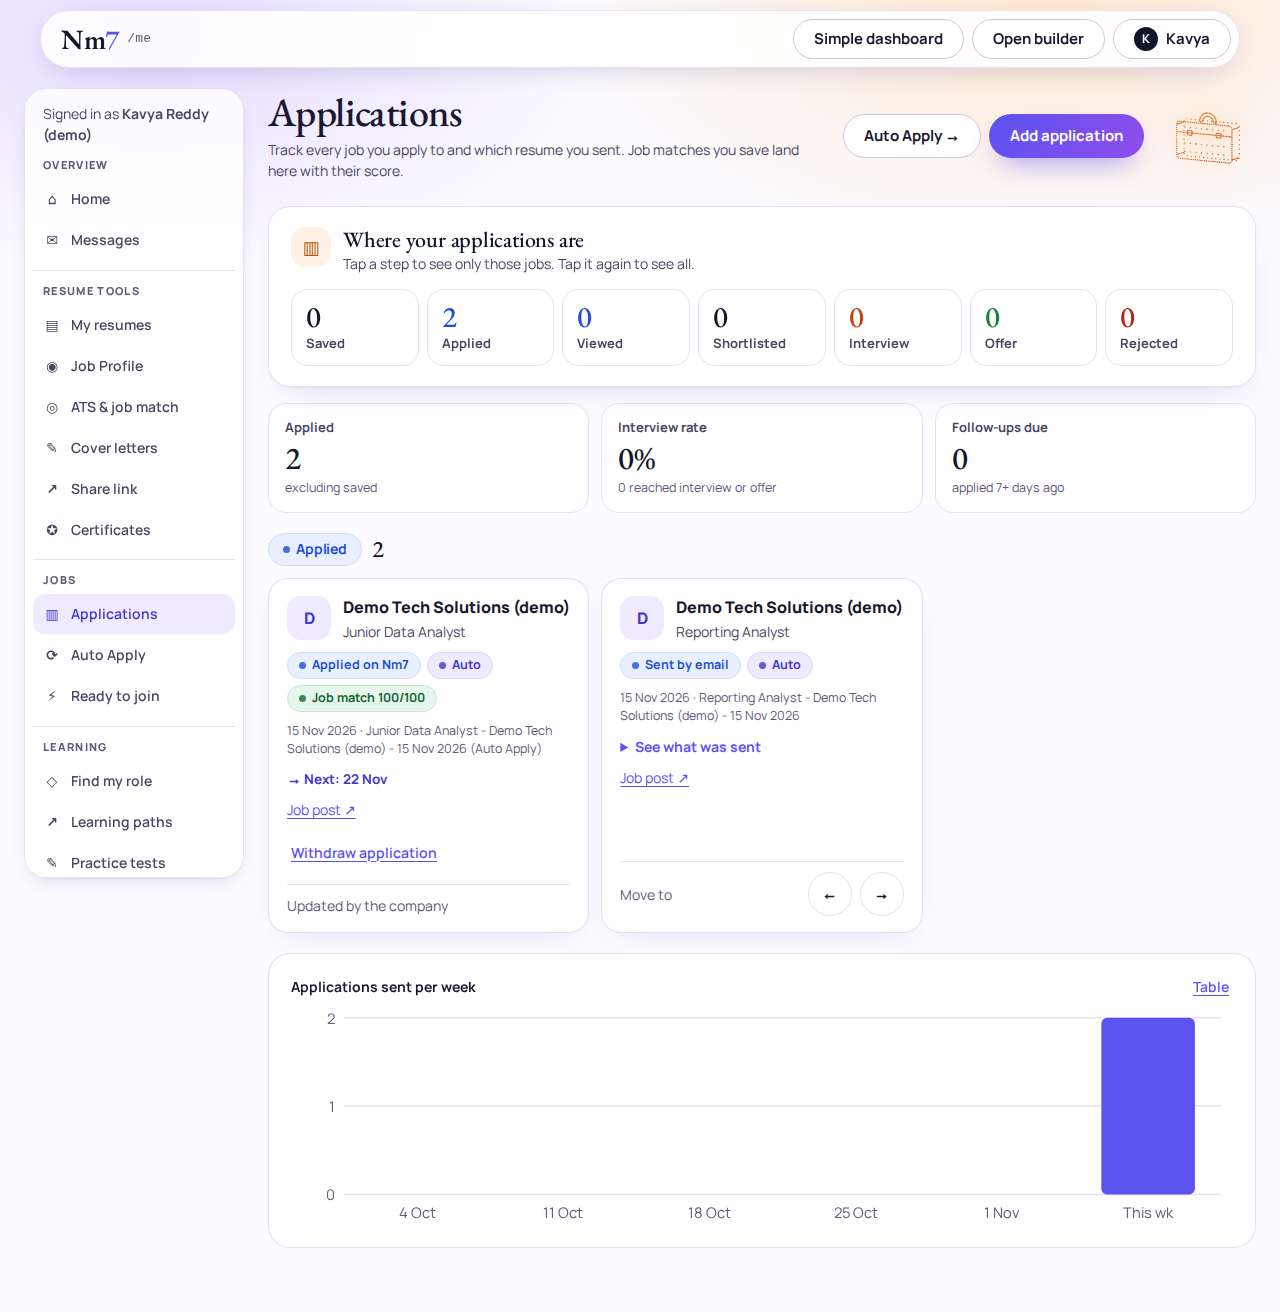 Nm7 /me
Simple dashboard
Open builder
K Kavya
Signed in as Kavya Reddy
(demo)
OVERVIEW
Home
Messages
RESUME TOOLS
My resumes
Job Profile
ATS & job match
Cover letters
Share link
Certificates
JOBS
Applications
Auto Apply
Ready to join
LEARNING
Find my role
Learning paths
Practice tests
Applications
Track every job you apply to and which resume you sent. Job matches you save land
here with their score.
Auto Apply →
Add application
Where your applications are
Tap a step to see only those jobs. Tap it again to see all.
0
Saved
2
Applied
0
Viewed
0
Shortlisted
0
Interview
0
Offer
0
Rejected
Applied
2
excluding saved
Interview rate
0%
0 reached interview or offer
Follow-ups due
0
applied 7+ days ago
Applied 2
D
Demo Tech Solutions (demo)
Junior Data Analyst
Applied on Nm7
Auto
Job match 100/100
15 Nov 2026 · Junior Data Analyst - Demo Tech
Solutions (demo) - 15 Nov 2026 (Auto Apply)
→ Next: 22 Nov
Job post ↗
Withdraw application
Updated by the company
D
Demo Tech Solutions (demo)
Reporting Analyst
Sent by email
Auto
15 Nov 2026 · Reporting Analyst - Demo Tech
Solutions (demo) - 15 Nov 2026
▶ See what was sent
Job post ↗
Move to
← →
Applications sent per week
Table
2
1
0
4 Oct
11 Oct
18 Oct
25 Oct
1 Nov
This wk